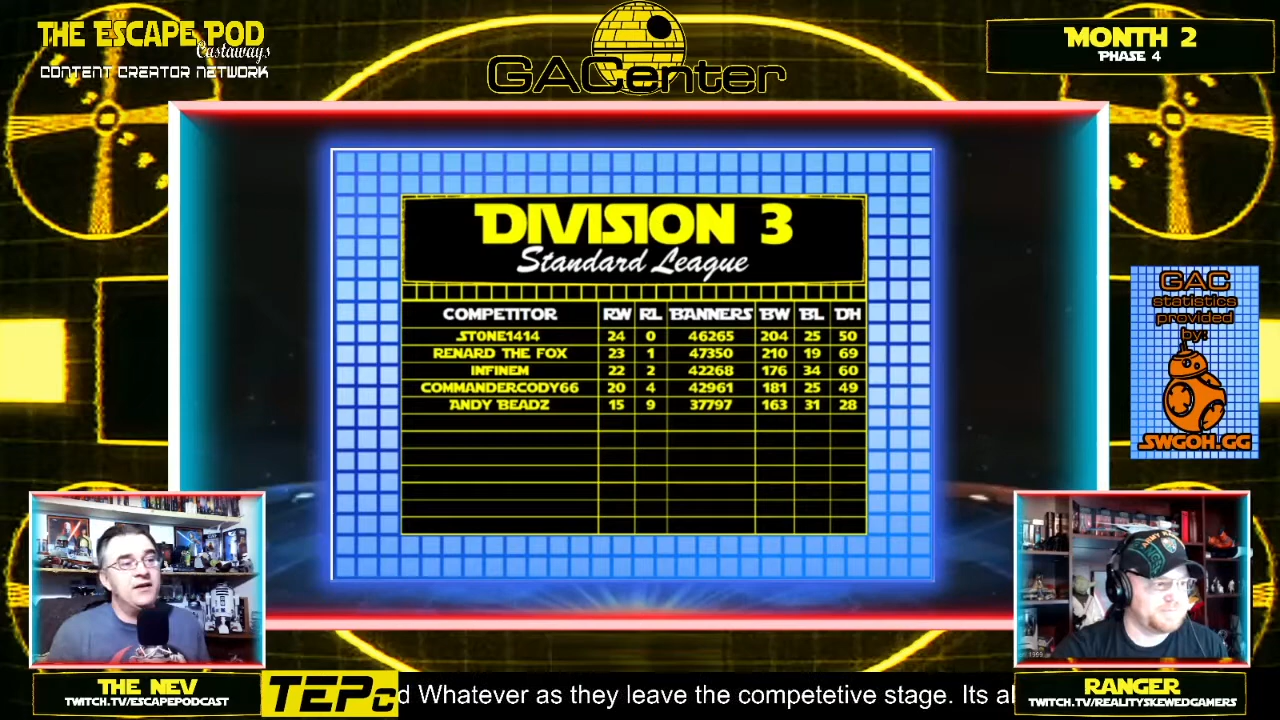 THE ESCAPE POD
Castaways
CONTENT CREATOR NETWORK
GACenter
MONTH 2
PHASE 4
DIVISION 3
Standard League
COMPETITOR RW RL BANNERS BW BL DH
STONE1414 24 0 46265 204 25 50
RENARD THE FOX 23 1 47350 210 19 69
INFINEM 22 2 42268 176 34 60
COMMANDERCODY66 20 4 42961 181 25 49
ANDY BEADZ 15 9 37797 163 31 28
GAC
statistics
provided
by:
SWGOH.GG
THE NEV
TWITCH.TV/ESCAPEPODCAST
TEPc
d Whatever as they leave the competetive stage. Its al
RANGER
TWITCH.TV/REALITYSKEWEDGAMERS